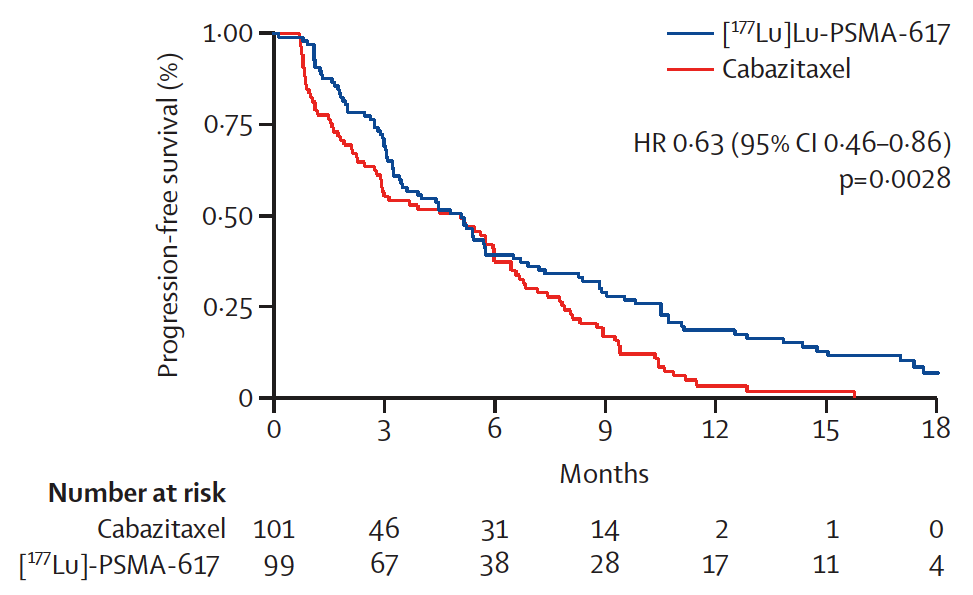 1·00
0·75
0·50
0·25
0
Progression-free survival (%)
[¹⁷⁷Lu]Lu-PSMA-617
Cabazitaxel
HR 0·63 (95% CI 0·46–0·86)
p=0·0028
0 3 6 9 12 15 18
Months
Number at risk
Cabazitaxel 101 46 31 14 2 1 0
[¹⁷⁷Lu]-PSMA-617 99 67 38 28 17 11 4